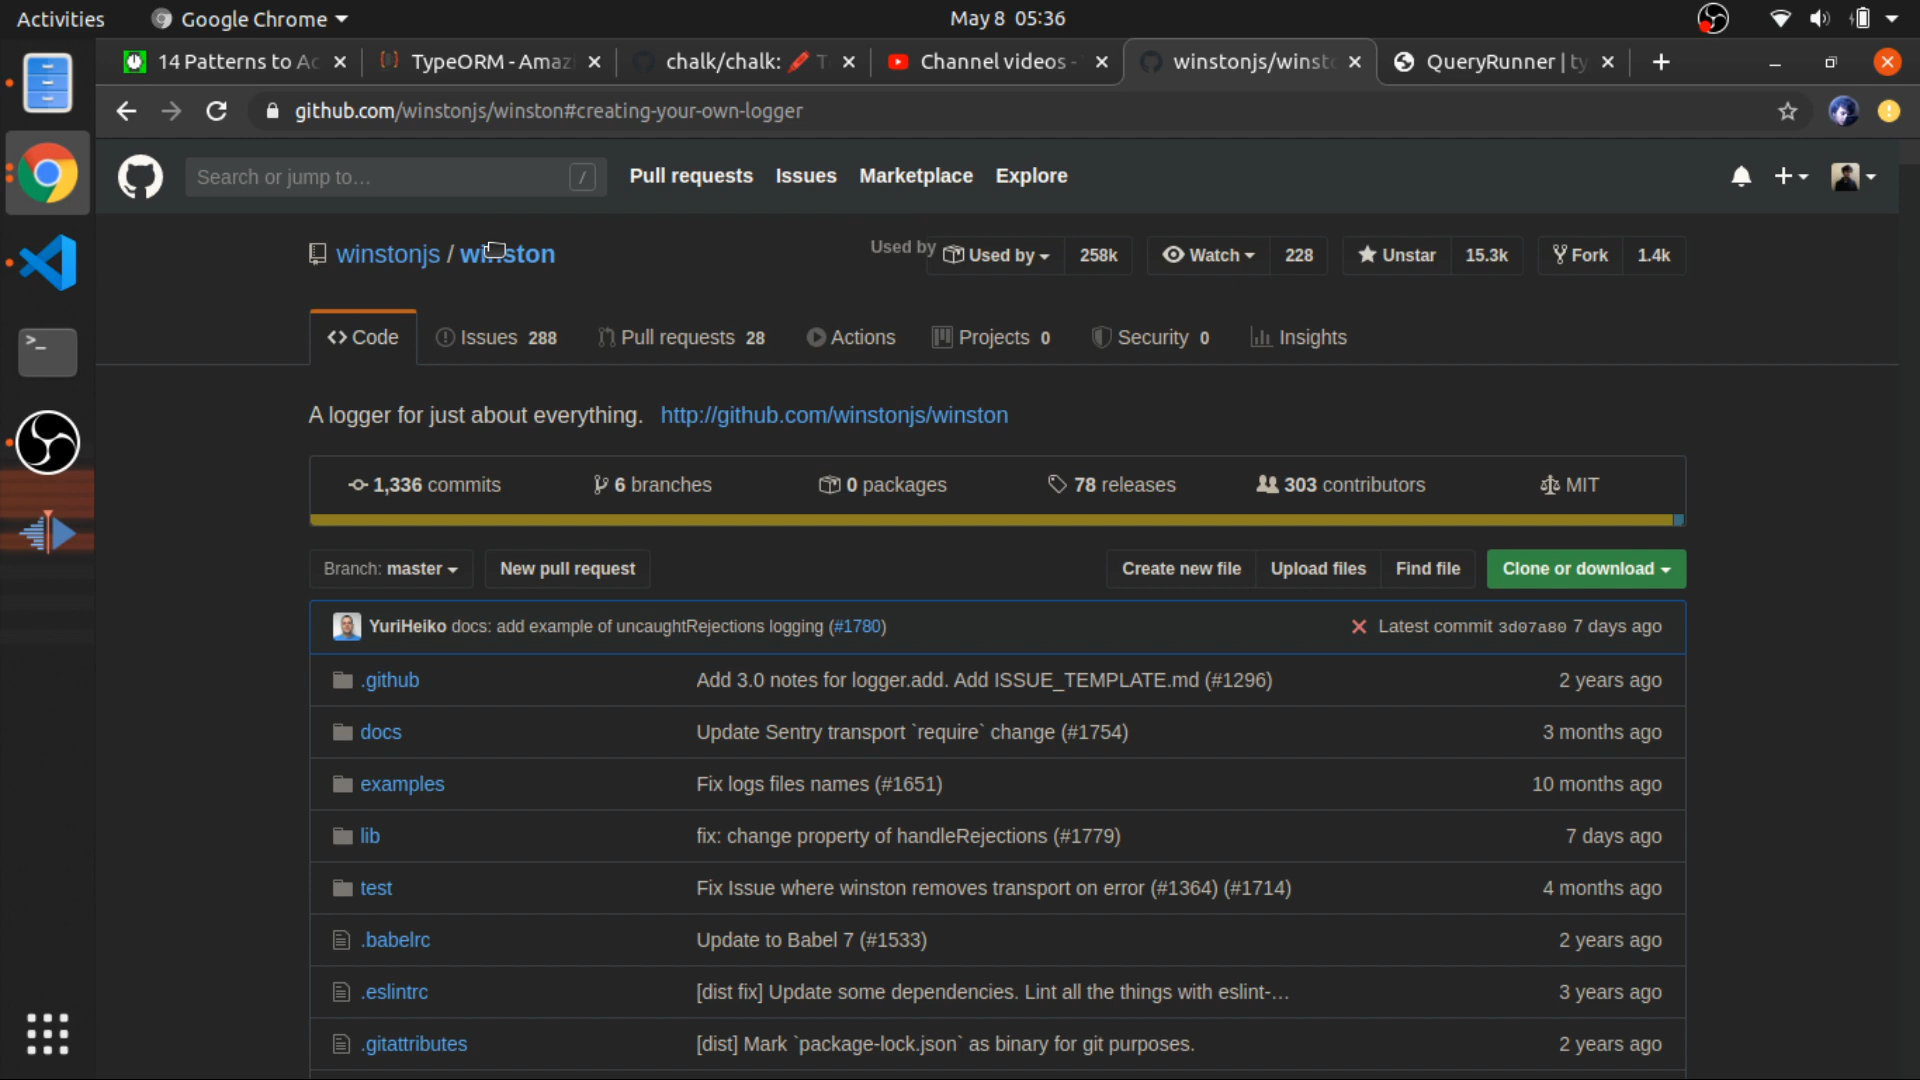 Activities
Google Chrome
May 8 05:36
14 Patterns to Ac
TypeORM - Amazi
chalk/chalk:
Channel videos -
winstonjs/winsto
QueryRunner | ty
github.com/winstonjs/winston#creating-your-own-logger
Search or jump to…
/
Pull requests
Issues
Marketplace
Explore
winstonjs / winston
Used by
Used by
258k
Watch
228
Unstar
15.3k
Fork
1.4k
Code
Issues 288
Pull requests 28
Actions
Projects 0
Security 0
Insights
A logger for just about everything. http://github.com/winstonjs/winston
1,336 commits
6 branches
0 packages
78 releases
303 contributors
MIT
Branch: master
New pull request
Create new file
Upload files
Find file
Clone or download
YuriHeiko docs: add example of uncaughtRejections logging (#1780)
Latest commit 3d07a80 7 days ago
.github
Add 3.0 notes for logger.add. Add ISSUE_TEMPLATE.md (#1296)
2 years ago
docs
Update Sentry transport `require` change (#1754)
3 months ago
examples
Fix logs files names (#1651)
10 months ago
lib
fix: change property of handleRejections (#1779)
7 days ago
test
Fix Issue where winston removes transport on error (#1364) (#1714)
4 months ago
.babelrc
Update to Babel 7 (#1533)
2 years ago
.eslintrc
[dist fix] Update some dependencies. Lint all the things with eslint-…
3 years ago
.gitattributes
[dist] Mark `package-lock.json` as binary for git purposes.
2 years ago